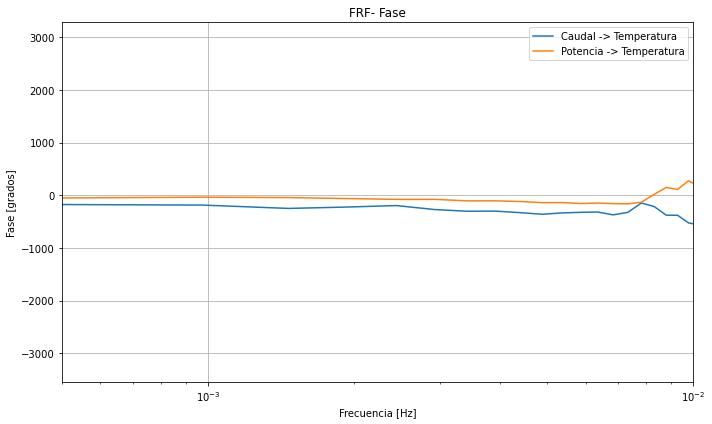 FRF- Fase
Caudal -> Temperatura
Potencia -> Temperatura
Fase [grados]
3000
2000
1000
0
−1000
−2000
−3000
10⁻³
10⁻²
Frecuencia [Hz]